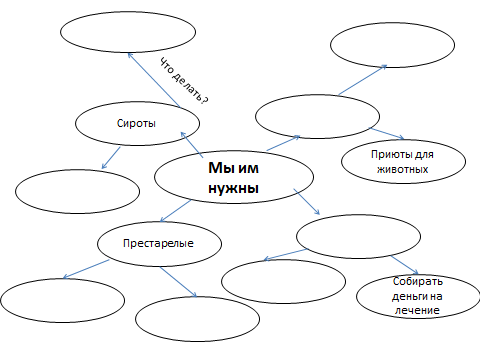 Что делать?
Сироты
Приюты для
животных
Мы им
нужны
Престарелые
Собирать
деньги на
лечение